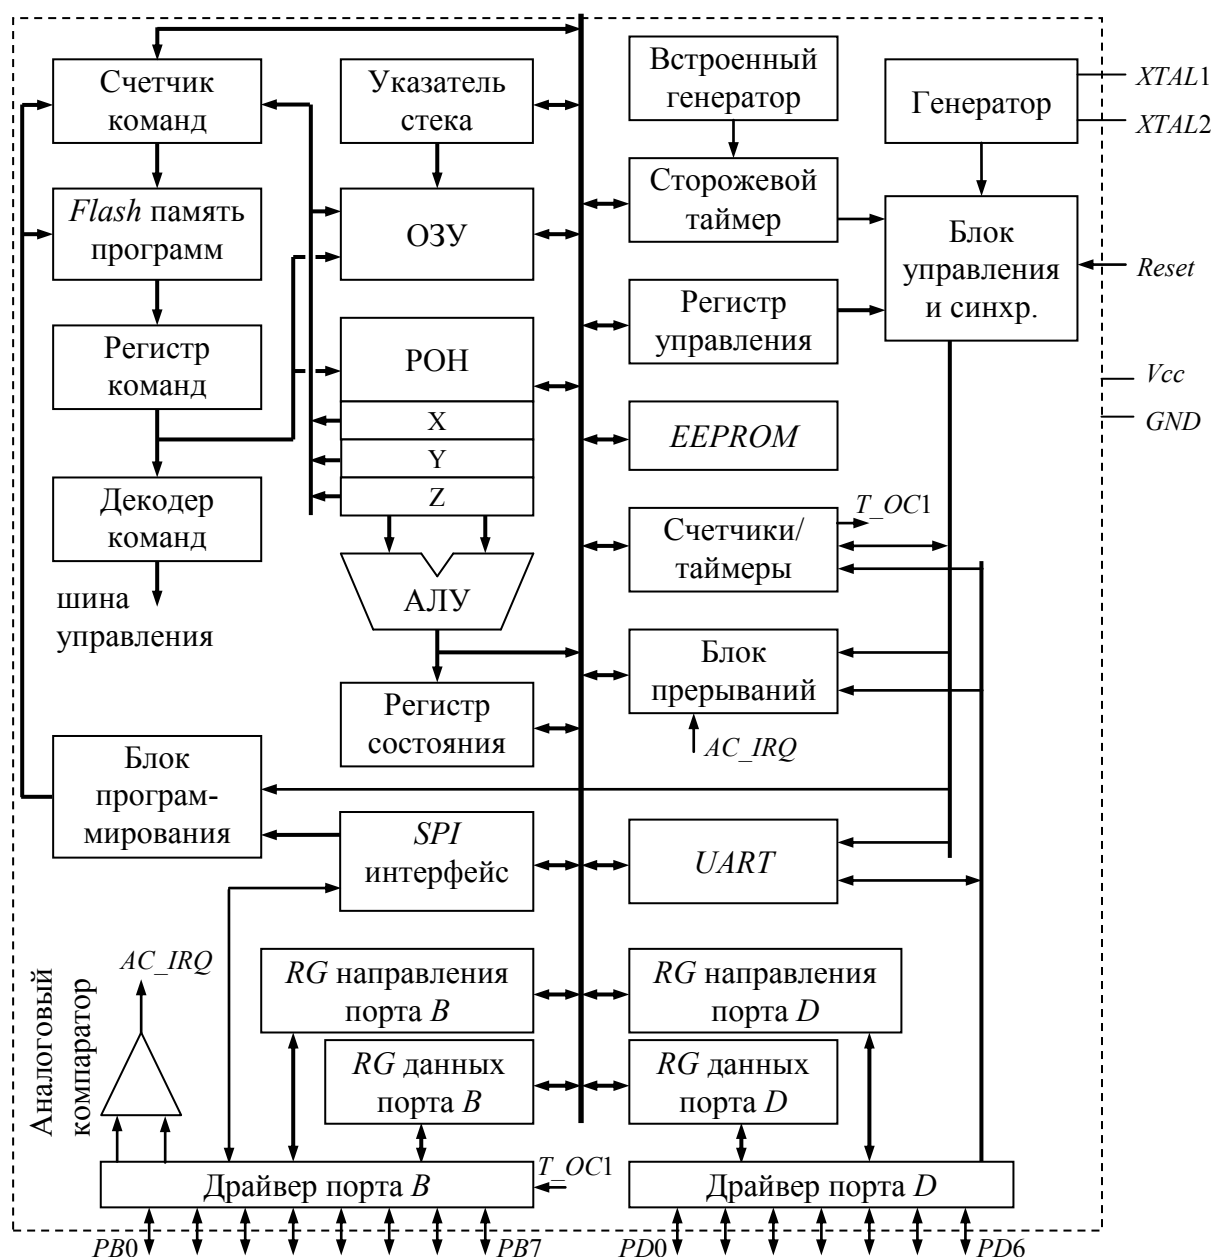 Счетчик
команд
Указатель
стека
Встроенный
генератор
Генератор
XTAL1
XTAL2
Flash память
программ
ОЗУ
Сторожевой
таймер
Блок
управления
и синхр.
Reset
Регистр
команд
РОН
X
Y
Z
Регистр
управления
Vcc
GND
EEPROM
Декодер
команд
шина
управления
АЛУ
Счетчики/
таймеры
T_OC1
Регистр
состояния
Блок
прерываний
AC_IRQ
Блок
програм-
мирования
SPI
интерфейс
UART
AC_IRQ
Аналоговый
компаратор
RG направления
порта B
RG направления
порта D
RG данных
порта B
RG данных
порта D
Драйвер порта B
T_OC1
Драйвер порта D
PB0
PB7
PD0
PD6